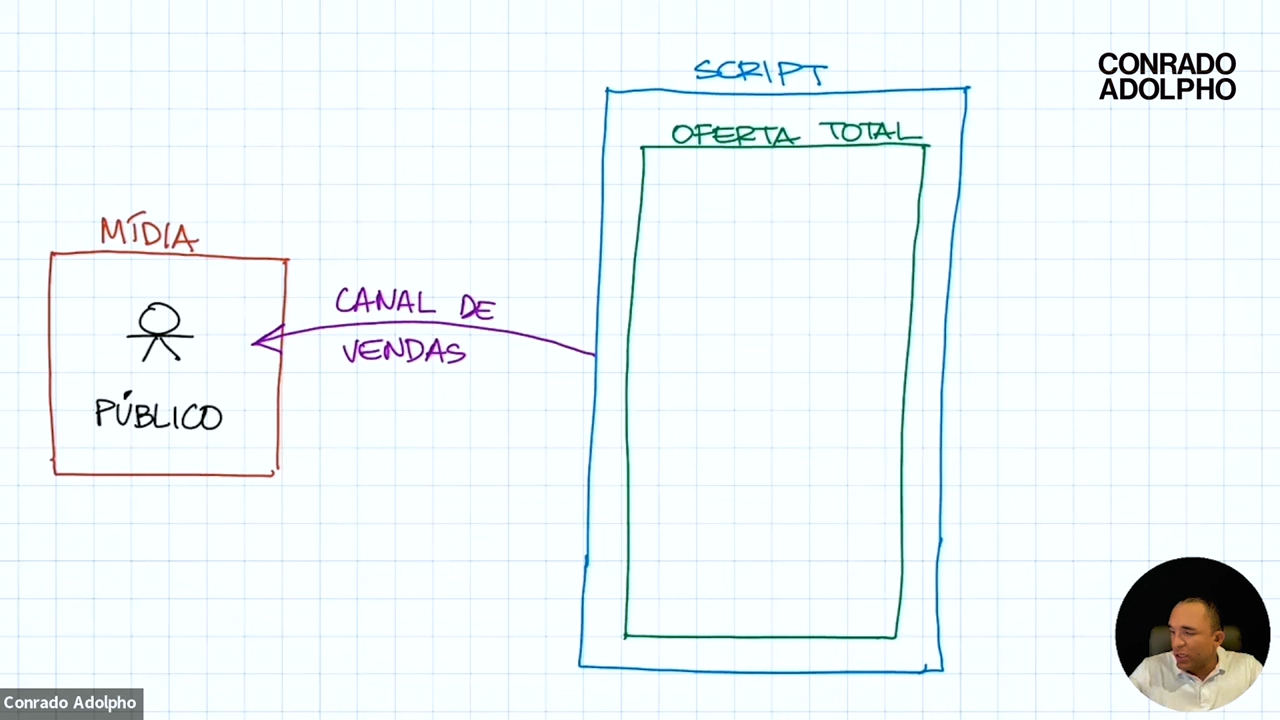 SCRIPT
CONRADO
ADOLPHO
OFERTA TOTAL
MÍDIA
CANAL DE
VENDAS
PÚBLICO
Conrado Adolpho